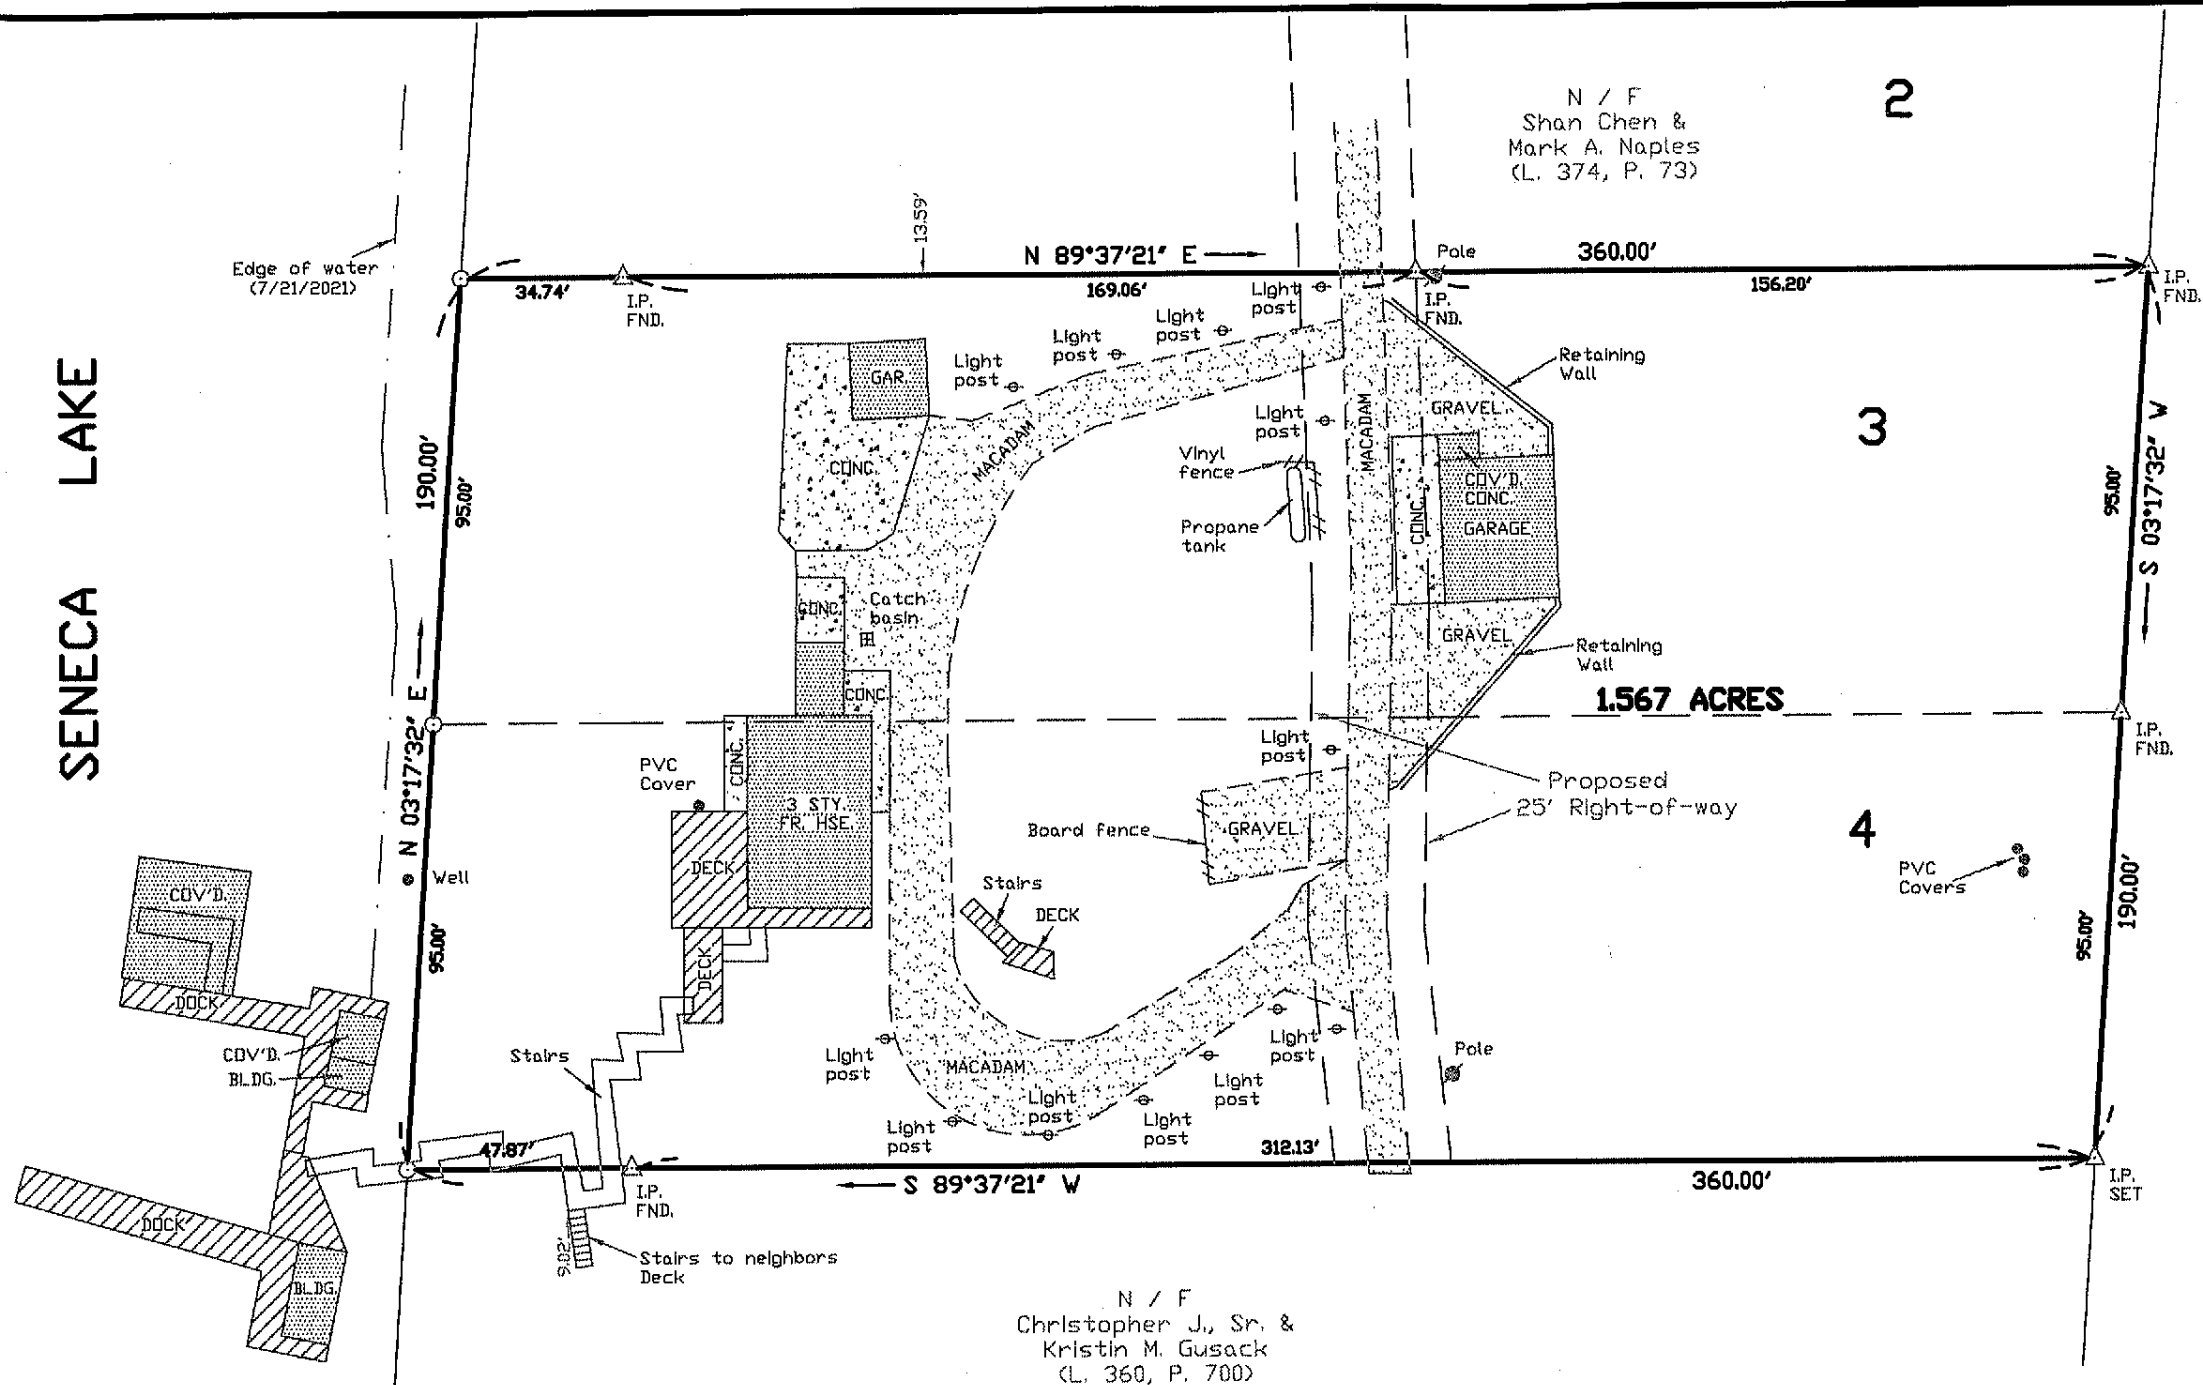 2
N / F
Shan Chen &
Mark A. Naples
(L. 374, P. 73)
13.59'
Edge of water
(7/21/2021)
N 89°37'21" E
360.00'
Pole
34.74'
I.P.
FND.
169.06'
Light
post
I.P.
FND.
156.20'
I.P.
FND.
Light
post
Light
post
Light
post
Retaining
Wall
GAR.
GRAVEL
Light
post
3
MACADAM
MACADAM
SENECA LAKE
190.00'
95.00'
CONC.
Vinyl
fence
COV'D.
CONC.
CONC.
GARAGE
Propane
tank
95.00'
S 03°17'32" W
CONC.
Catch
basin
GRAVEL
Retaining
Wall
N 03°17'32" E
CONC.
1.567 ACRES
I.P.
FND.
Light
post
PVC
Cover
CONC.
Proposed
25' Right-of-way
3 STY.
FR. HSE.
Board fence
GRAVEL
4
DECK
Well
PVC
Covers
190.00'
95.00'
COV'D.
Stairs
DECK
95.00'
DECK
DOCK
COV'D.
BLDG.
Stairs
Light
post
MACADAM
Light
post
Pole
Light
post
Light
post
Light
post
Light
post
47.87'
312.13'
I.P.
FND.
S 89°37'21" W
360.00'
I.P.
SET
DOCK
9.02'
Stairs to neighbors
Deck
BLDG.
N / F
Christopher J., Sr. &
Kristin M. Gusack
(L. 360, P. 700)